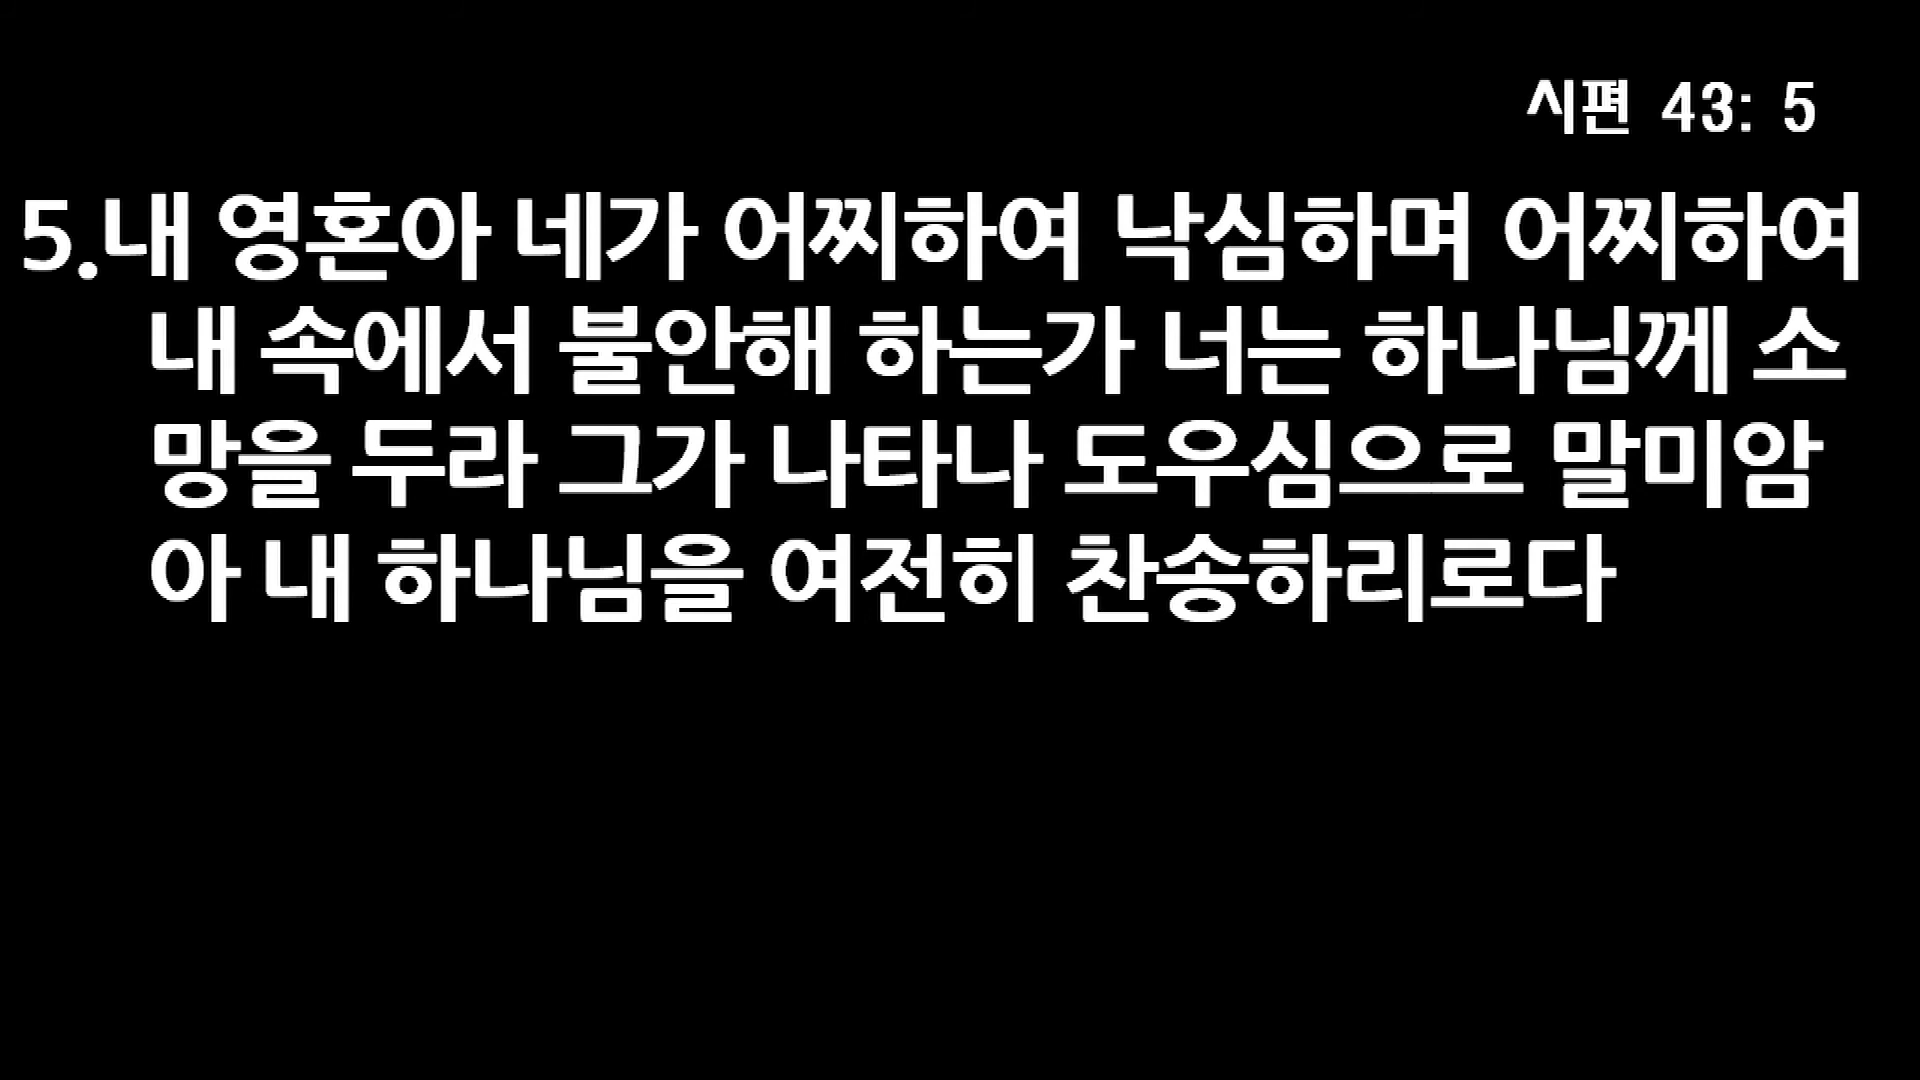 시편 43: 5
5.내 영혼아 네가 어찌하여 낙심하며 어찌하여
내 속에서 불안해 하는가 너는 하나님께 소
망을 두라 그가 나타나 도우심으로 말미암
아 내 하나님을 여전히 찬송하리로다